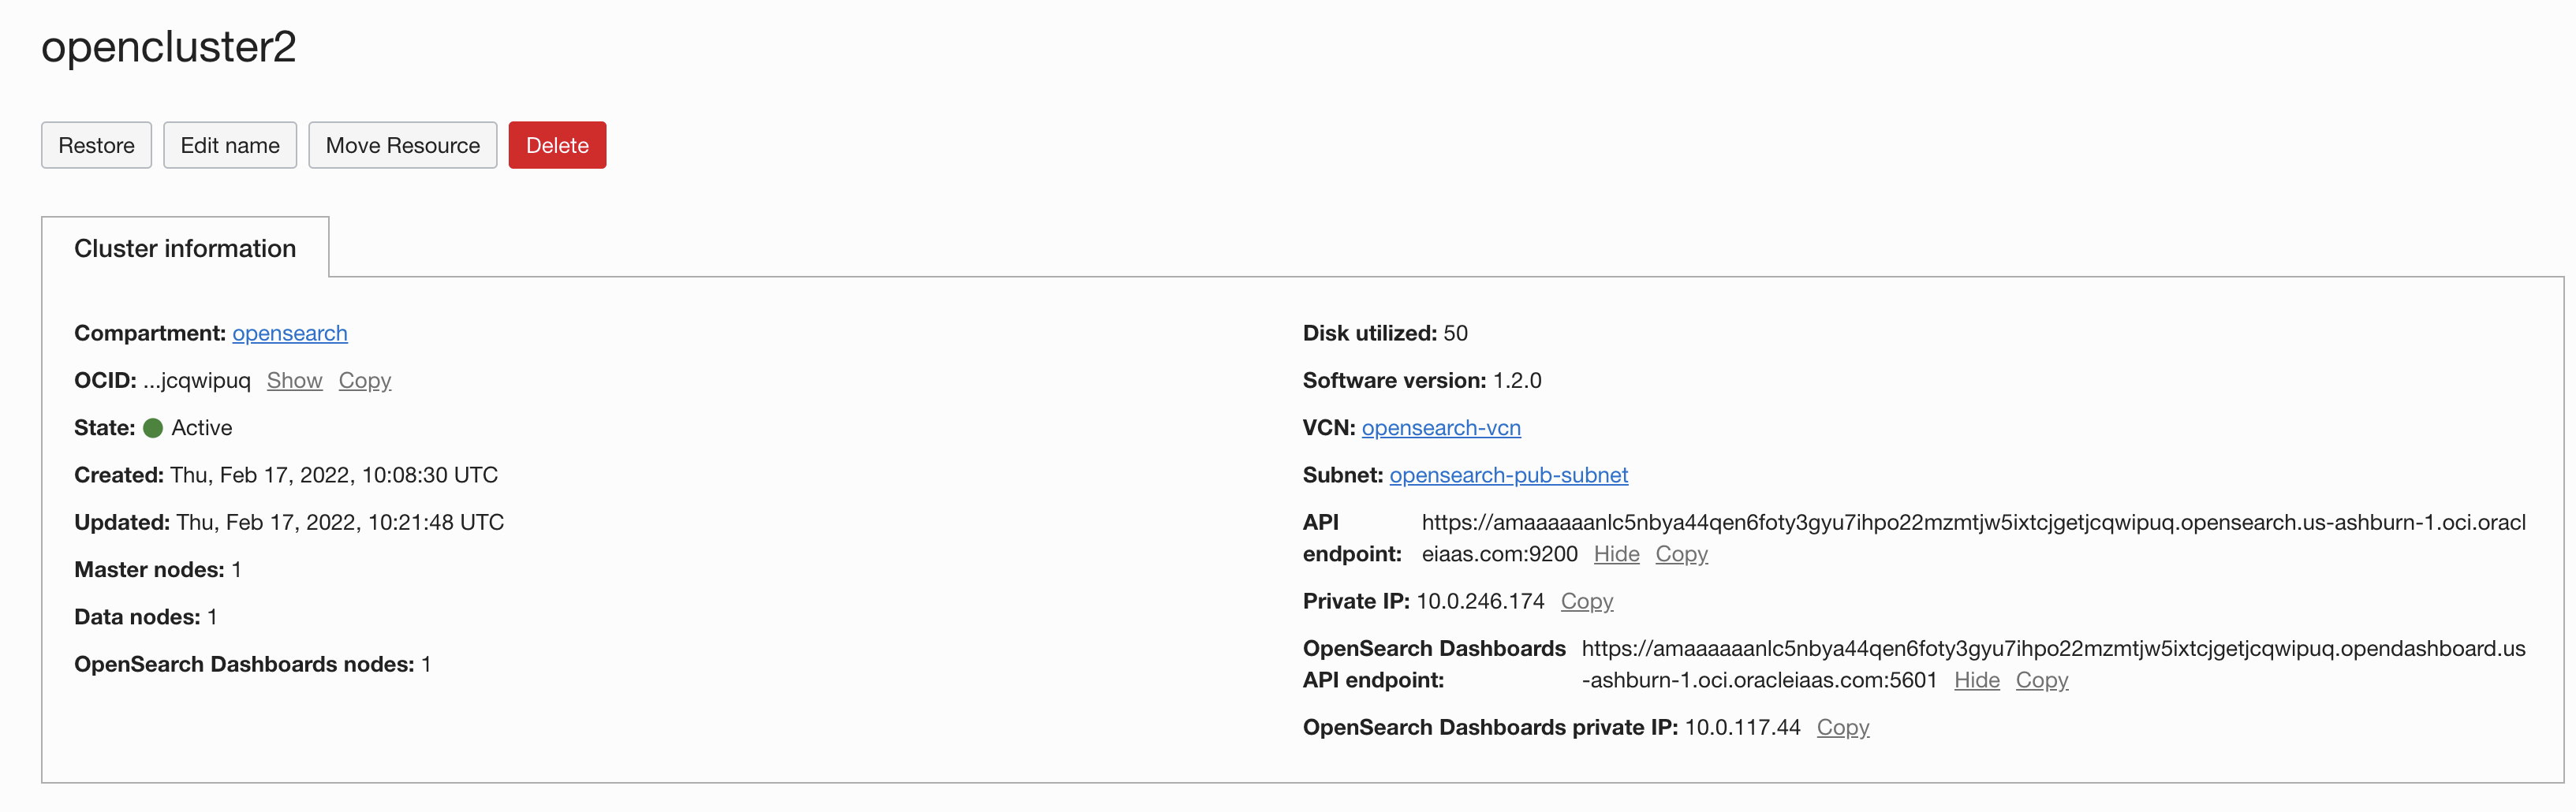 opencluster2
Restore Edit name Move Resource Delete
Cluster information
Compartment: opensearch
OCID: ...jcqwipuq Show Copy
State: Active
Created: Thu, Feb 17, 2022, 10:08:30 UTC
Updated: Thu, Feb 17, 2022, 10:21:48 UTC
Master nodes: 1
Data nodes: 1
OpenSearch Dashboards nodes: 1
Disk utilized: 50
Software version: 1.2.0
VCN: opensearch-vcn
Subnet: opensearch-pub-subnet
API https://amaaaaaanlc5nbya44qen6foty3gyu7ihpo22mzmtjw5ixtcjgetjcqwipuq.opensearch.us-ashburn-1.oci.oracl
endpoint: eiaas.com:9200 Hide Copy
Private IP: 10.0.246.174 Copy
OpenSearch Dashboards https://amaaaaaanlc5nbya44qen6foty3gyu7ihpo22mzmtjw5ixtcjgetjcqwipuq.opendashboard.us
API endpoint: -ashburn-1.oci.oracleiaas.com:5601 Hide Copy
OpenSearch Dashboards private IP: 10.0.117.44 Copy